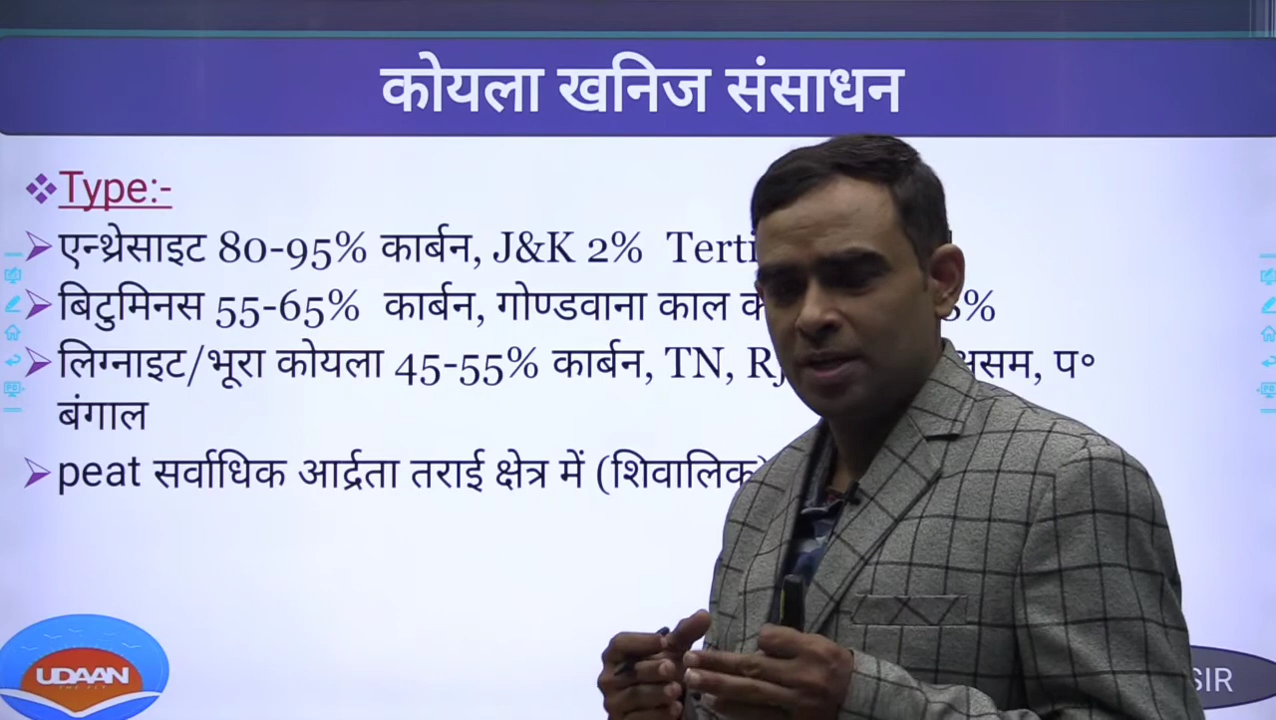 कोयला खनिज संसाधन
Type:-
एन्थ्रेसाइट 80-95% कार्बन, J&K 2%
बिटुमिनस 55-65% कार्बन, गोण्डवाना काल
लिग्नाइट/भूरा कोयला 45-55% कार्बन, TN, असम, प॰
बंगाल
peat सर्वाधिक आर्द्रता तराई क्षेत्र में (शिवालिक)
UDAAN
SIR